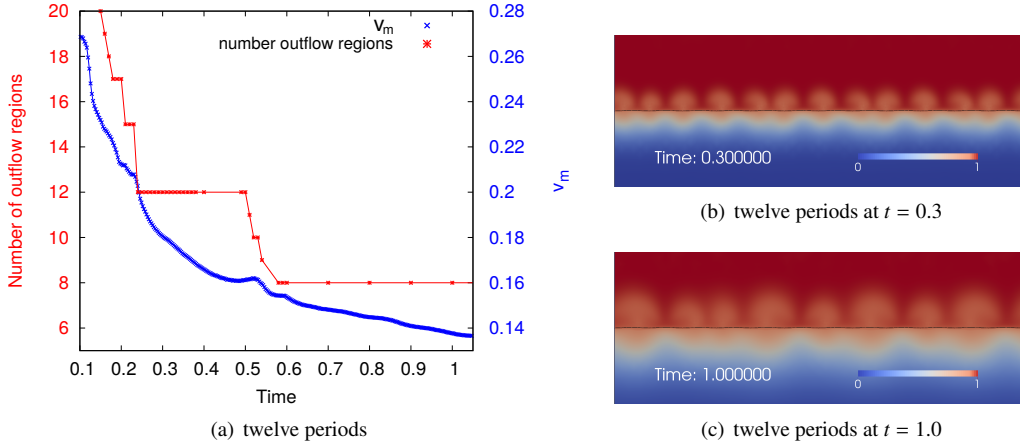 20
18
16
14
12
10
8
6
Number of outflow regions
0.28
0.26
0.24
0.22
0.2
0.18
0.16
0.14
v_m
v_m
number outflow regions
0.1 0.2 0.3 0.4 0.5 0.6 0.7 0.8 0.9 1
Time
(a) twelve periods
Time: 0.300000
0 1
(b) twelve periods at t = 0.3
Time: 1.000000
0 1
(c) twelve periods at t = 1.0